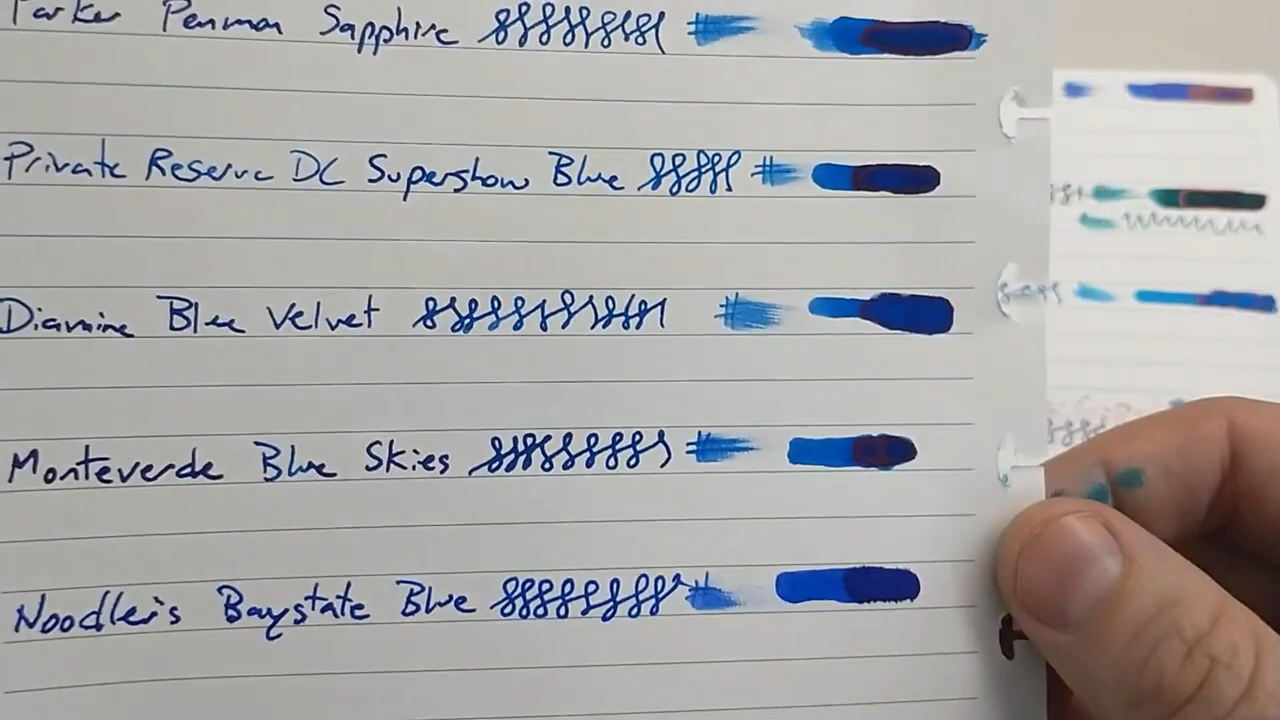 Parker Penman Sapphire
Private Reserve DC Supershow Blue
Diamine Blue Velvet
Monteverde Blue Skies
Noodler's Baystate Blue